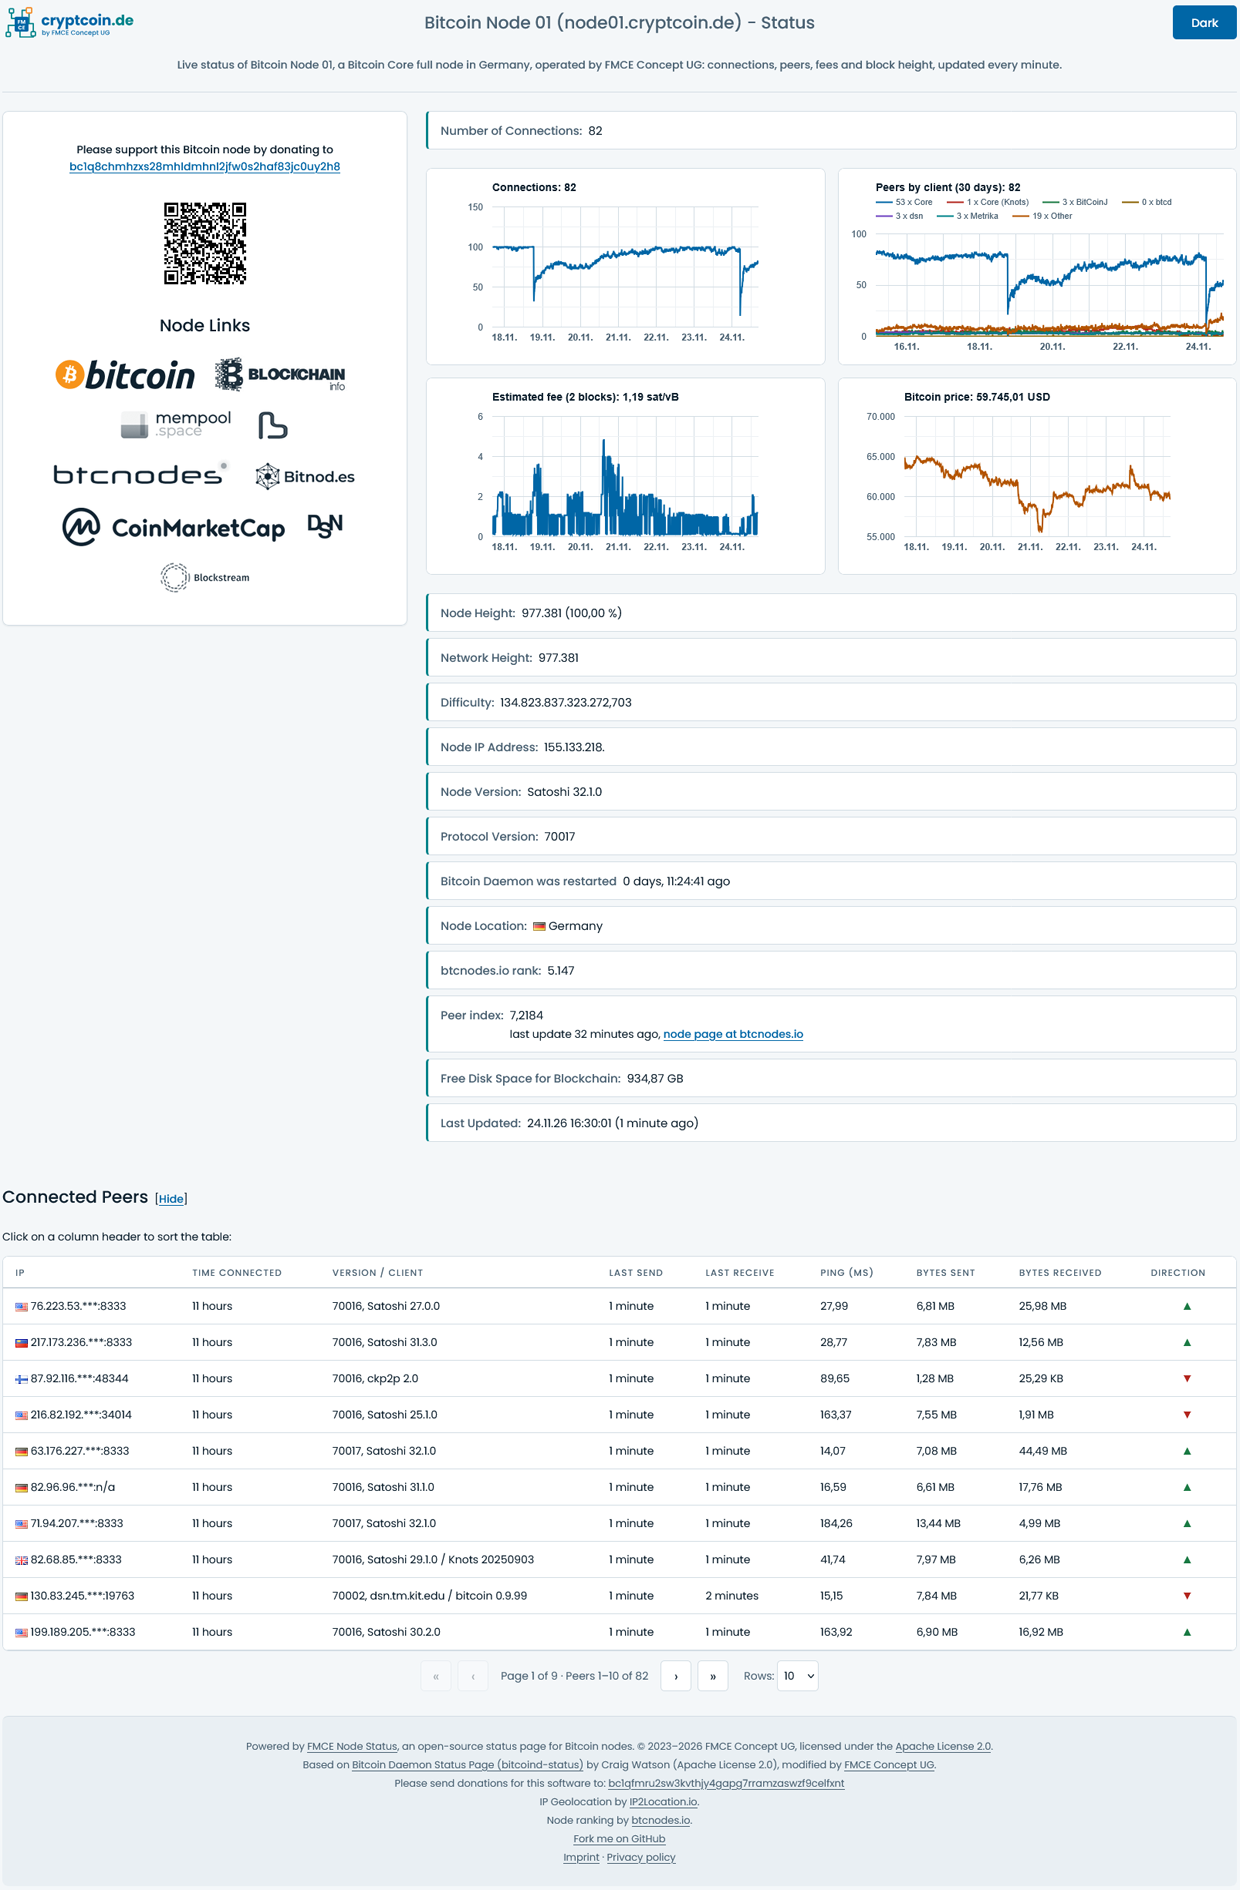 cryptcoin.de
by FMCE Concept UG
Bitcoin Node 01 (node01.cryptcoin.de) - Status
Dark
Live status of Bitcoin Node 01, a Bitcoin Core full node in Germany, operated by FMCE Concept UG: connections, peers, fees and block height, updated every minute.
Please support this Bitcoin node by donating to
bc1q8chmhzxs28mhldmhnl2jfw0s2haf83jc0uy2h8
Node Links
bitcoin
BLOCKCHAIN
info
mempool
.space
btcnodes
Bitnod.es
CoinMarketCap
DSN
Blockstream
Number of Connections: 82
Connections: 82
150
100
50
0
18.11. 19.11. 20.11. 21.11. 22.11. 23.11. 24.11.
Peers by client (30 days): 82
53 x Core 1 x Core (Knots) 3 x BitCoinJ 0 x btcd
3 x dsn 3 x Metrika 19 x Other
100
50
0
16.11. 18.11. 20.11. 22.11. 24.11.
Estimated fee (2 blocks): 1,19 sat/vB
6
4
2
0
18.11. 19.11. 20.11. 21.11. 22.11. 23.11. 24.11.
Bitcoin price: 59.745,01 USD
70.000
65.000
60.000
55.000
18.11. 19.11. 20.11. 21.11. 22.11. 23.11. 24.11.
Node Height: 977.381 (100,00 %)
Network Height: 977.381
Difficulty: 134.823.837.323.272,703
Node IP Address: 155.133.218.
Node Version: Satoshi 32.1.0
Protocol Version: 70017
Bitcoin Daemon was restarted 0 days, 11:24:41 ago
Node Location: Germany
btcnodes.io rank: 5.147
Peer index: 7,2184
last update 32 minutes ago, node page at btcnodes.io
Free Disk Space for Blockchain: 934,87 GB
Last Updated: 24.11.26 16:30:01 (1 minute ago)
Connected Peers [Hide]
Click on a column header to sort the table:
IP TIME CONNECTED VERSION / CLIENT LAST SEND LAST RECEIVE PING (MS) BYTES SENT BYTES RECEIVED DIRECTION
76.223.53.***:8333 11 hours 70016, Satoshi 27.0.0 1 minute 1 minute 27,99 6,81 MB 25,98 MB ▲
217.173.236.***:8333 11 hours 70016, Satoshi 31.3.0 1 minute 1 minute 28,77 7,83 MB 12,56 MB ▲
87.92.116.***:48344 11 hours 70016, ckp2p 2.0 1 minute 1 minute 89,65 1,28 MB 25,29 KB ▼
216.82.192.***:34014 11 hours 70016, Satoshi 25.1.0 1 minute 1 minute 163,37 7,55 MB 1,91 MB ▼
63.176.227.***:8333 11 hours 70017, Satoshi 32.1.0 1 minute 1 minute 14,07 7,08 MB 44,49 MB ▲
82.96.96.***:n/a 11 hours 70016, Satoshi 31.1.0 1 minute 1 minute 16,59 6,61 MB 17,76 MB ▲
71.94.207.***:8333 11 hours 70017, Satoshi 32.1.0 1 minute 1 minute 184,26 13,44 MB 4,99 MB ▲
82.68.85.***:8333 11 hours 70016, Satoshi 29.1.0 / Knots 20250903 1 minute 1 minute 41,74 7,97 MB 6,26 MB ▲
130.83.245.***:19763 11 hours 70002, dsn.tm.kit.edu / bitcoin 0.9.99 1 minute 2 minutes 15,15 7,84 MB 21,77 KB ▼
199.189.205.***:8333 11 hours 70016, Satoshi 30.2.0 1 minute 1 minute 163,92 6,90 MB 16,92 MB ▲
« ‹ Page 1 of 9 · Peers 1–10 of 82 › » Rows: 10
Powered by FMCE Node Status, an open-source status page for Bitcoin nodes. © 2023–2026 FMCE Concept UG, licensed under the Apache License 2.0.
Based on Bitcoin Daemon Status Page (bitcoind-status) by Craig Watson (Apache License 2.0), modified by FMCE Concept UG.
Please send donations for this software to: bc1qfmru2sw3kvthjy4gapg7rramzaswzf9celfxnt
IP Geolocation by IP2Location.io.
Node ranking by btcnodes.io.
Fork me on GitHub
Imprint · Privacy policy